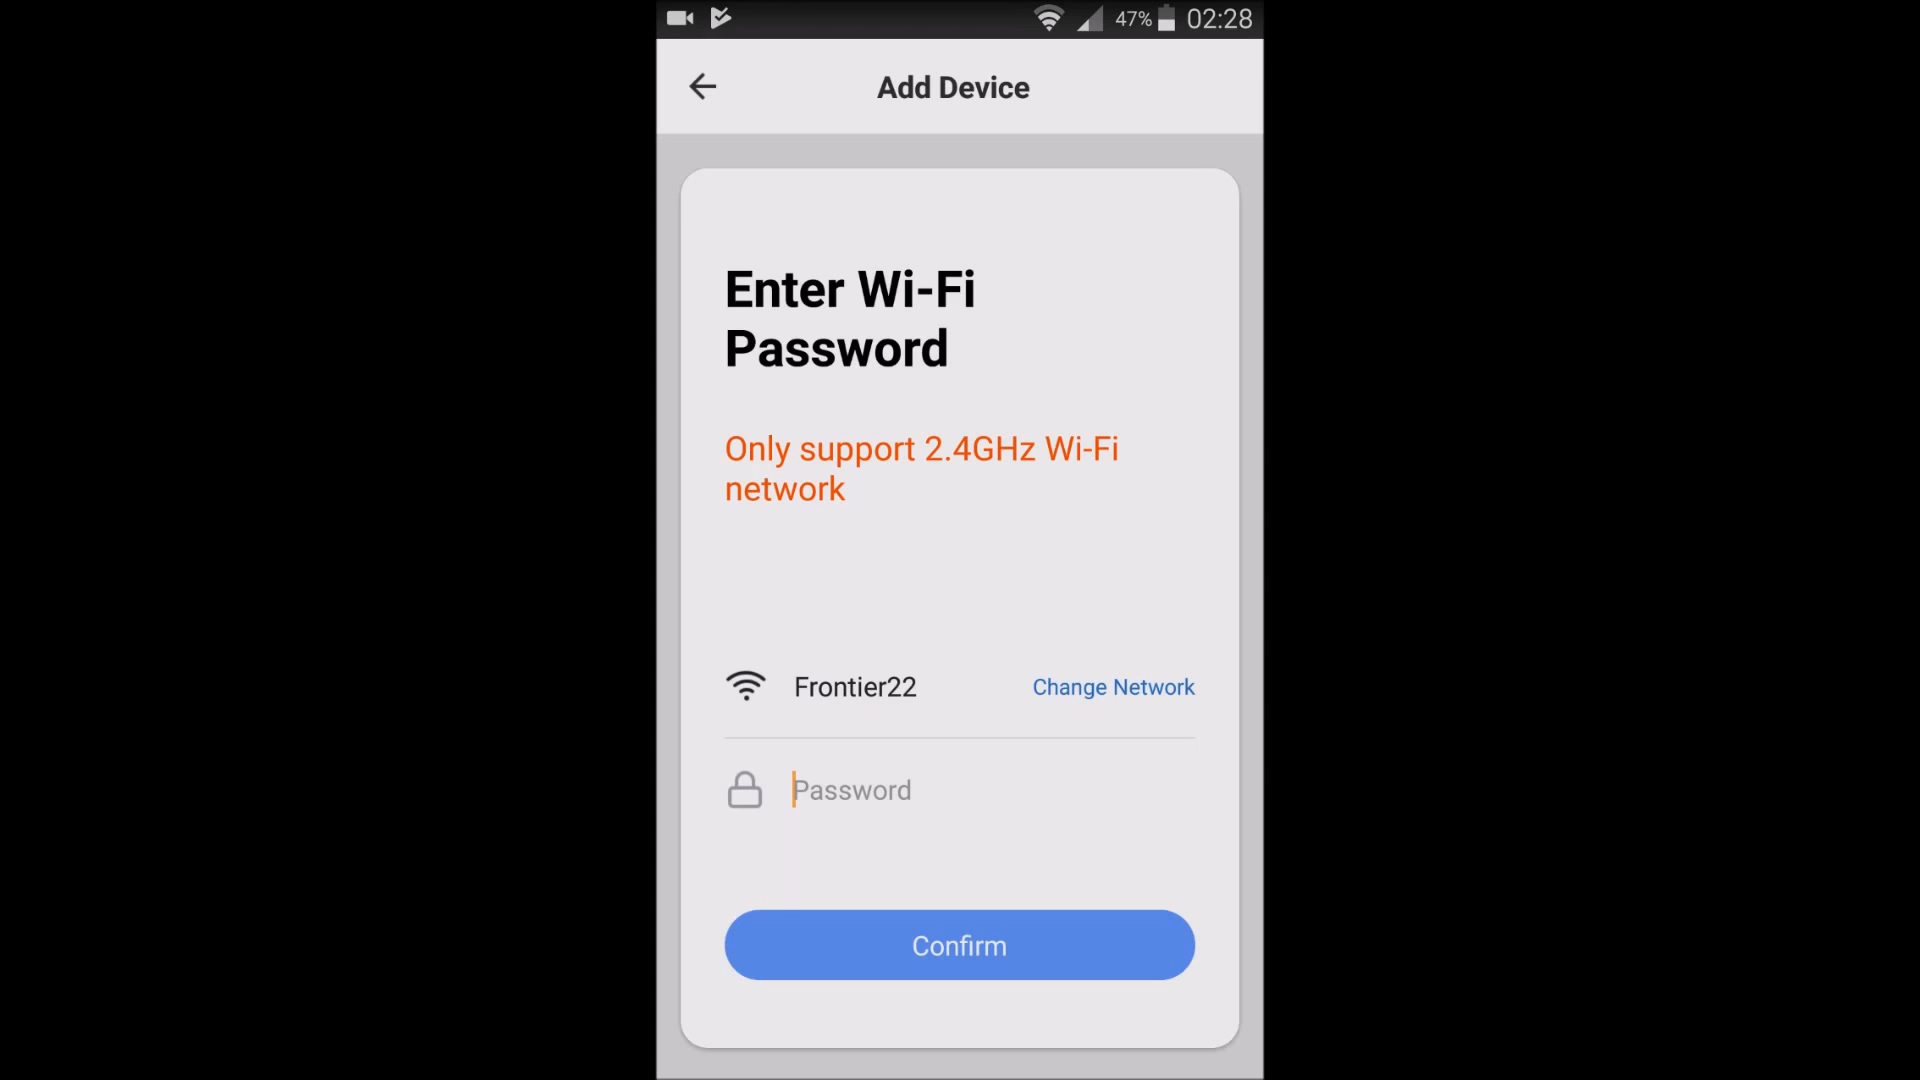 47% 02:28
Add Device
Enter Wi-Fi
Password
Only support 2.4GHz Wi-Fi
network
Frontier22 Change Network
Password
Confirm